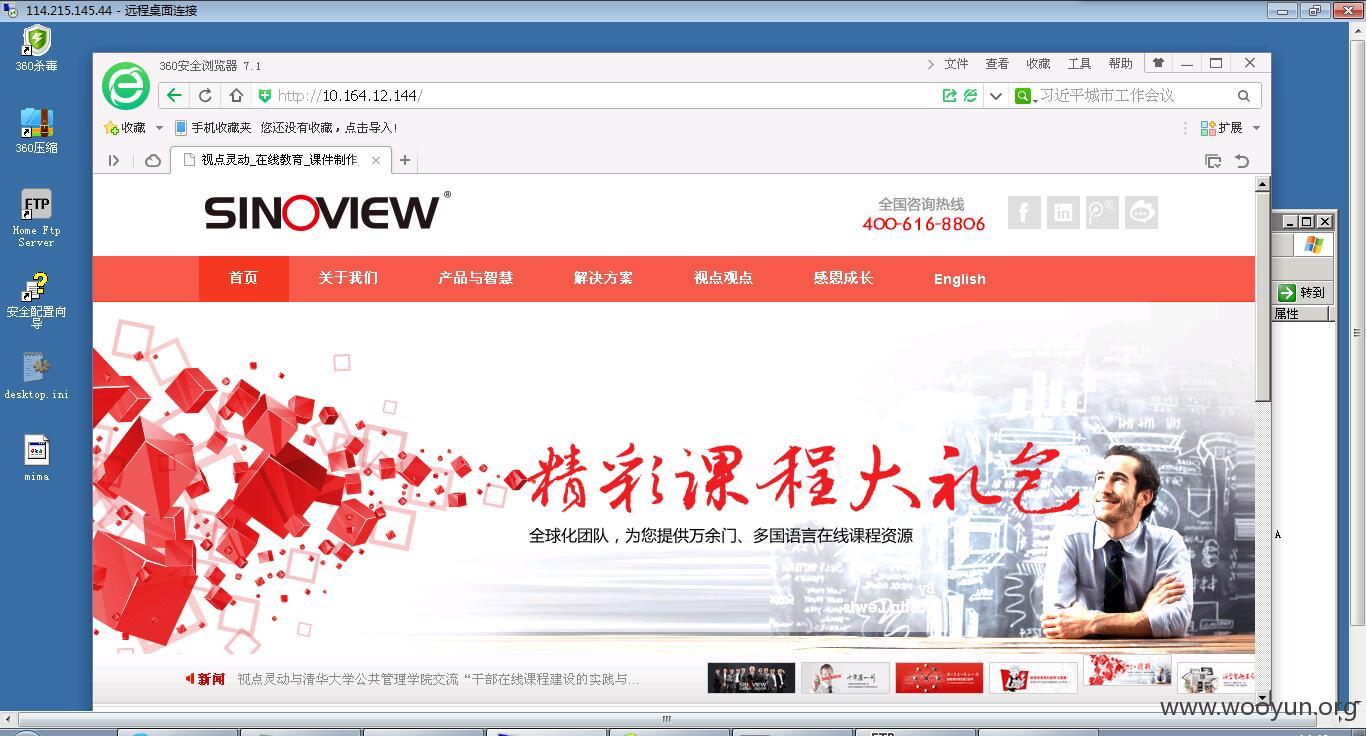 114.215.145.44 - 远程桌面连接
360杀毒
360压缩
FTP
Home Ftp Server
安全配置向导
desktop.ini
mima
360安全浏览器 7.1
文件 查看 收藏 工具 帮助
http://10.164.12.144/
习近平城市工作会议
收藏 手机收藏夹 您还没有收藏，点击导入!
扩展
视点灵动_在线教育_课件制作
SINOVIEW®
全国咨询热线
400-616-8806
首页 关于我们 产品与智慧 解决方案 视点观点 感恩成长 English
转到
属性
精彩课程大礼包
全球化团队，为您提供万余门、多国语言在线课程资源
新闻 视点灵动与清华大学公共管理学院交流“干部在线课程建设的实践与...
SINOVIEW
www.wooyun.org